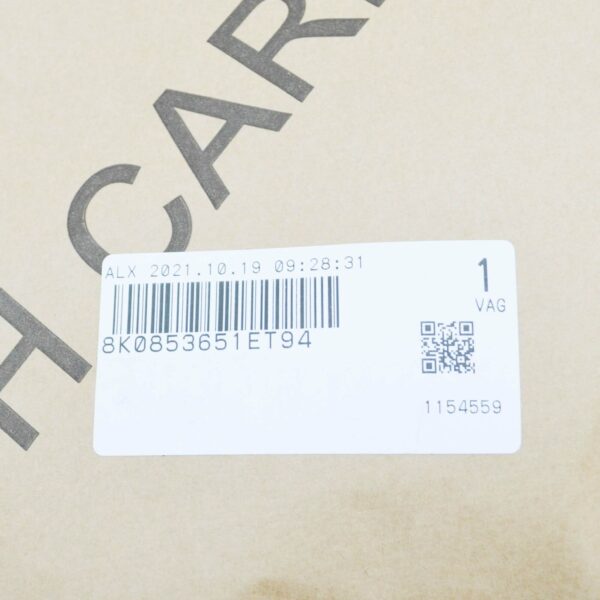 H CAR
ALX 2021.10.19 09:28:31
1
VAG
8K0853651ET94
1154559